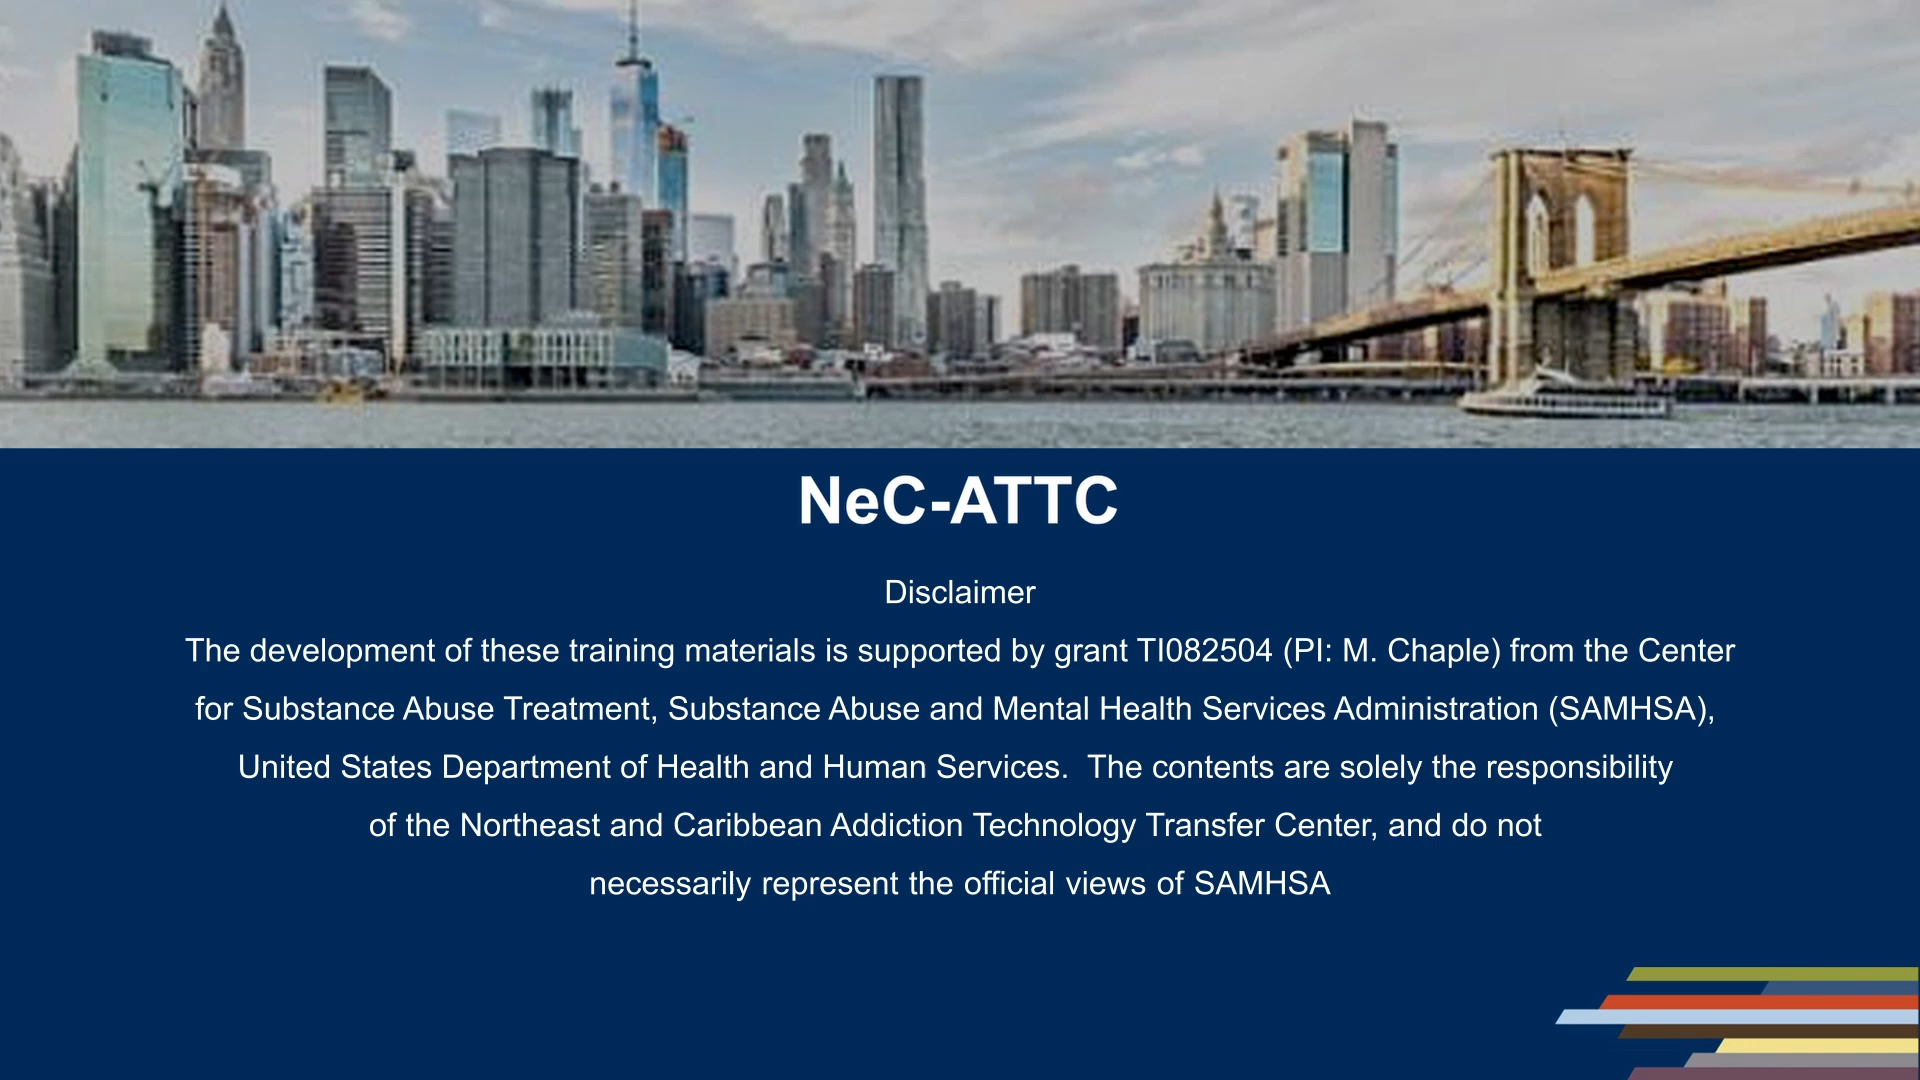 NeC-ATTC
Disclaimer
The development of these training materials is supported by grant TI082504 (PI: M. Chaple) from the Center
for Substance Abuse Treatment, Substance Abuse and Mental Health Services Administration (SAMHSA),
United States Department of Health and Human Services.  The contents are solely the responsibility
of the Northeast and Caribbean Addiction Technology Transfer Center, and do not
necessarily represent the official views of SAMHSA